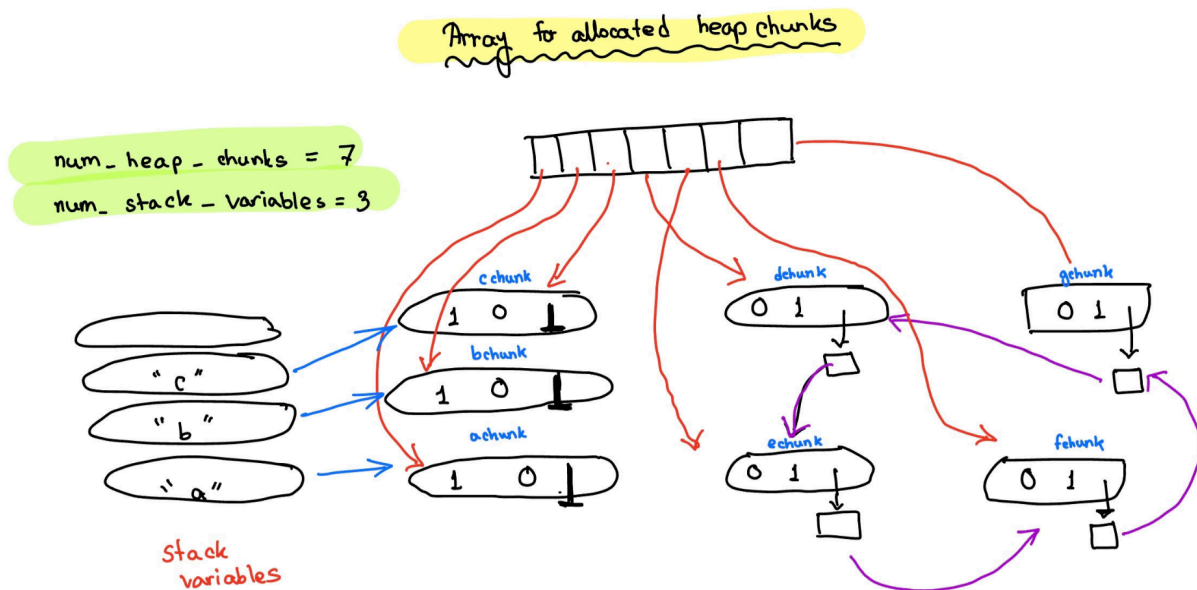 Array for allocated heap chunks
num_heap_chunks = 7
num_stack_variables = 3
cchunk
1 0 ⊥
bchunk
1 0 ⊥
achunk
1 0 ⊥
dchunk
0 1
gchunk
0 1
echunk
0 1
fchunk
0 1
"c"
"b"
"a"
stack
variables